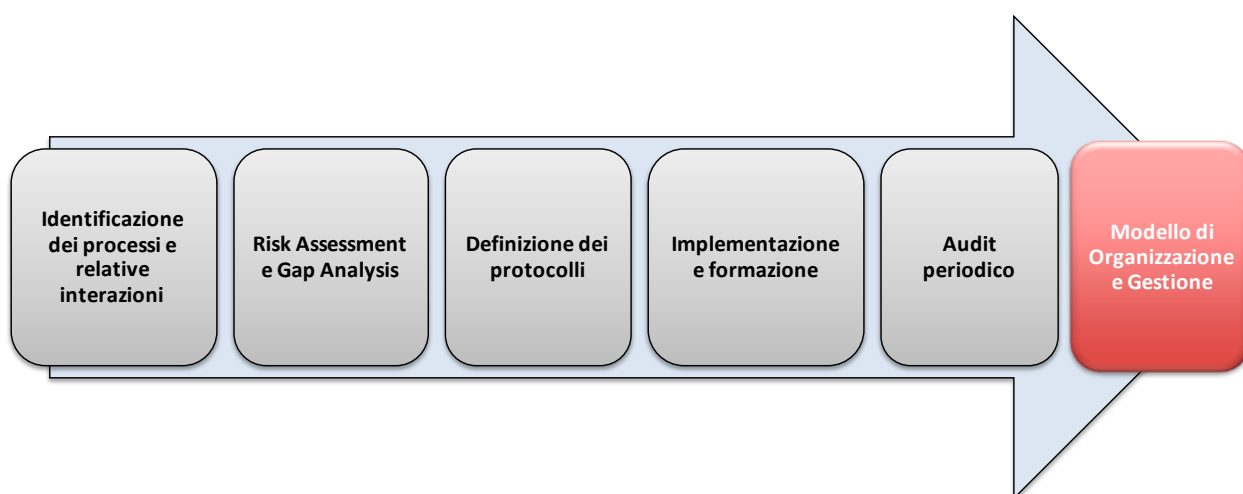 Identificazione
dei processi e
relative
interazioni
Risk Assessment
e Gap Analysis
Definizione dei
protocolli
Implementazione
e formazione
Audit
periodico
Modello di
Organizzazione
e Gestione